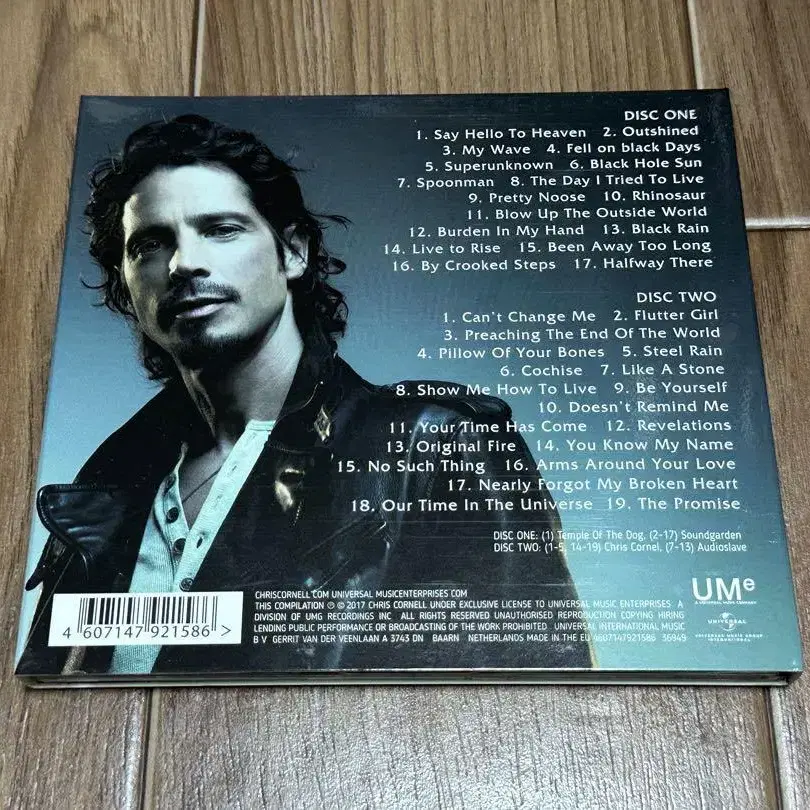 DISC ONE
1. Say Hello To Heaven 2. Outshined
3. My Wave 4. Fell on black Days
5. Superunknown 6. Black Hole Sun
7. Spoonman 8. The Day I Tried To Live
9. Pretty Noose 10. Rhinosaur
11. Blow Up The Outside World
12. Burden In My Hand 13. Black Rain
14. Live to Rise 15. Been Away Too Long
16. By Crooked Steps 17. Halfway There
DISC TWO
1. Can't Change Me 2. Flutter Girl
3. Preaching The End Of The World
4. Pillow Of Your Bones 5. Steel Rain
6. Cochise 7. Like A Stone
8. Show Me How To Live 9. Be Yourself
10. Doesn't Remind Me
11. Your Time Has Come 12. Revelations
13. Original Fire 14. You Know My Name
15. No Such Thing 16. Arms Around Your Love
17. Nearly Forgot My Broken Heart
18. Our Time In The Universe 19. The Promise
DISC ONE: (1) Temple Of The Dog, (2-17) Soundgarden
DISC TWO: (1-5, 14-19) Chris Cornel, (7-13) Audioslave
CHRISCORNELL.COM UNIVERSAL MUSICENTERPRISES COM
THIS COMPILATION ℗ © 2017 CHRIS CORNELL UNDER EXCLUSIVE LICENSE TO UNIVERSAL MUSIC ENTERPRISES A
DIVISION OF UMG RECORDINGS INC ALL RIGHTS RESERVED UNAUTHORISED REPRODUCTION COPYING HIRING
LENDING PUBLIC PERFORMANCE OR BROADCASTING OF THE WORK PROHIBITED. UNIVERSAL INTERNATIONAL MUSIC
B V GERRIT VAN DER VEENLAAN A 3743 DN BAARN NETHERLANDS MADE IN THE EU 4607147921586 36949
4 607147 921586 >
UMe
A UNIVERSAL MUSIC COMPANY
UNIVERSAL
UNIVERSAL MUSIC GROUP
INTERNATIONAL